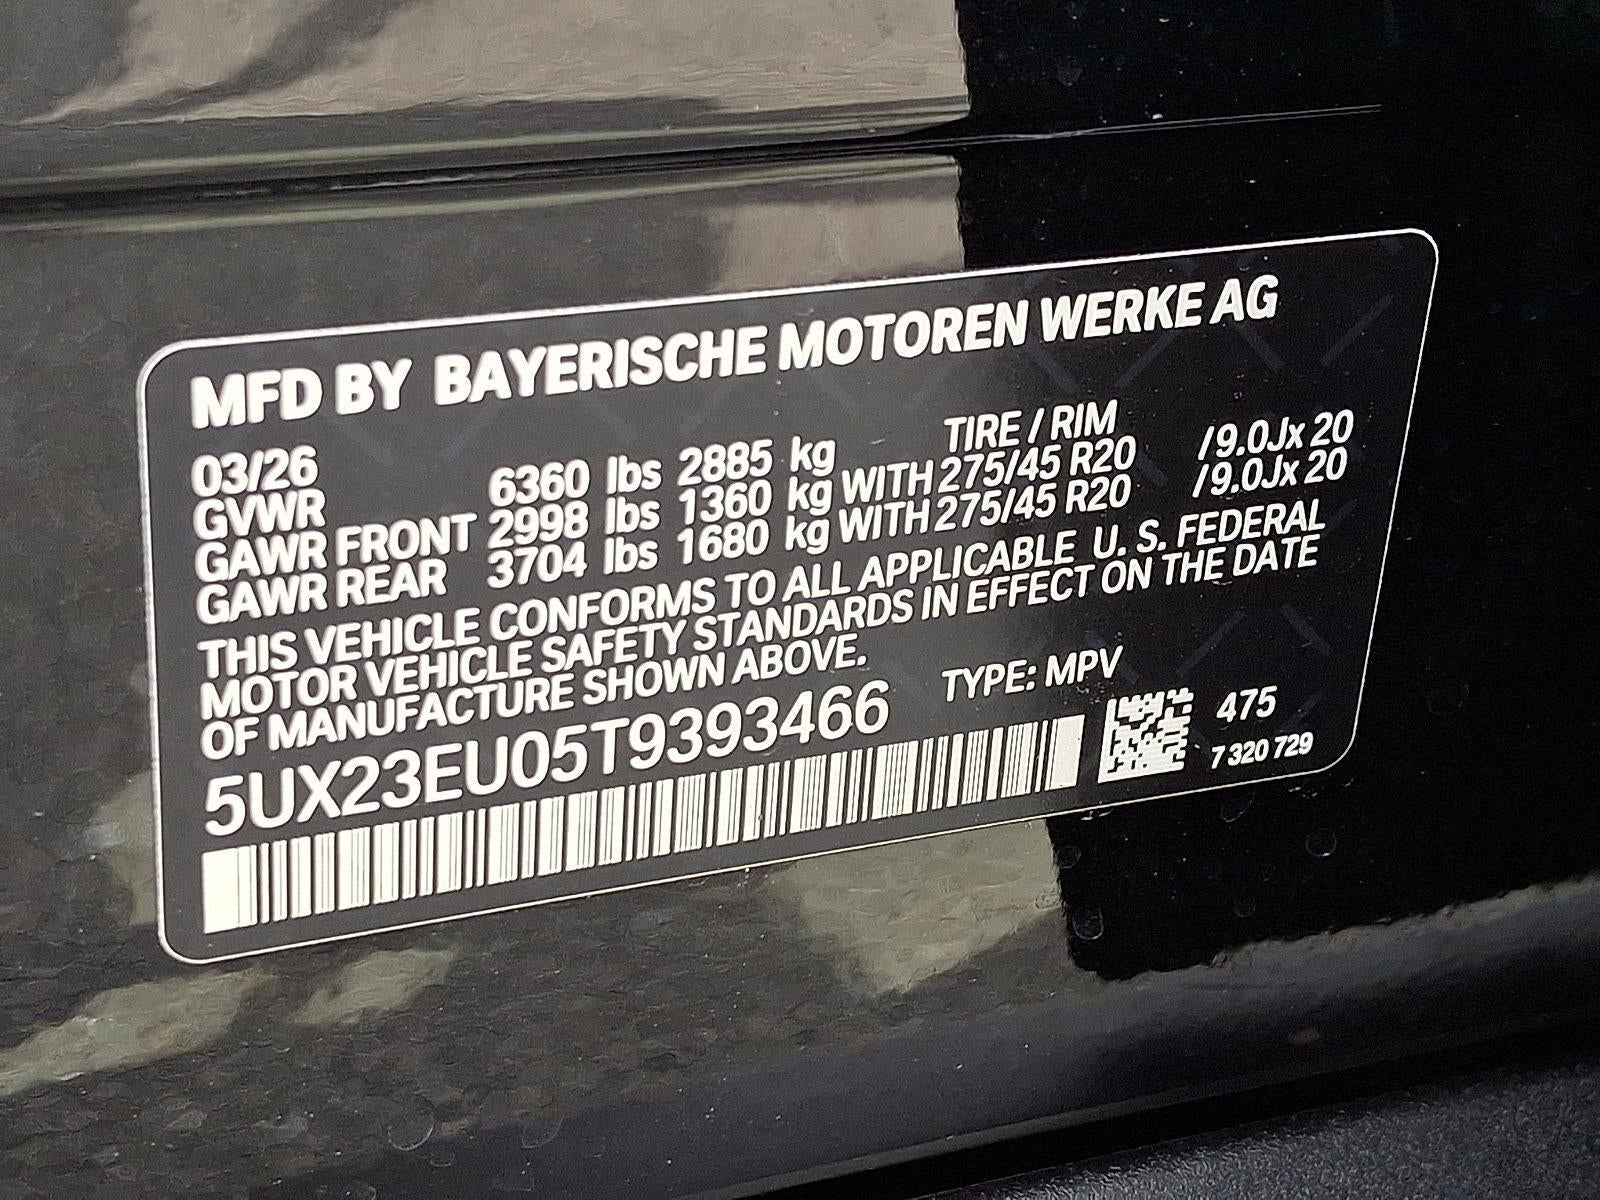 MFD BY BAYERISCHE MOTOREN WERKE AG
03/26 TIRE / RIM
GVWR 6360 lbs 2885 kg
GAWR FRONT 2998 lbs 1360 kg WITH 275/45 R20 /9.0Jx 20
GAWR REAR 3704 lbs 1680 kg WITH 275/45 R20 /9.0Jx 20
THIS VEHICLE CONFORMS TO ALL APPLICABLE U. S. FEDERAL
MOTOR VEHICLE SAFETY STANDARDS IN EFFECT ON THE DATE
OF MANUFACTURE SHOWN ABOVE.
5UX23EU05T9393466 TYPE: MPV
475
7 320 729